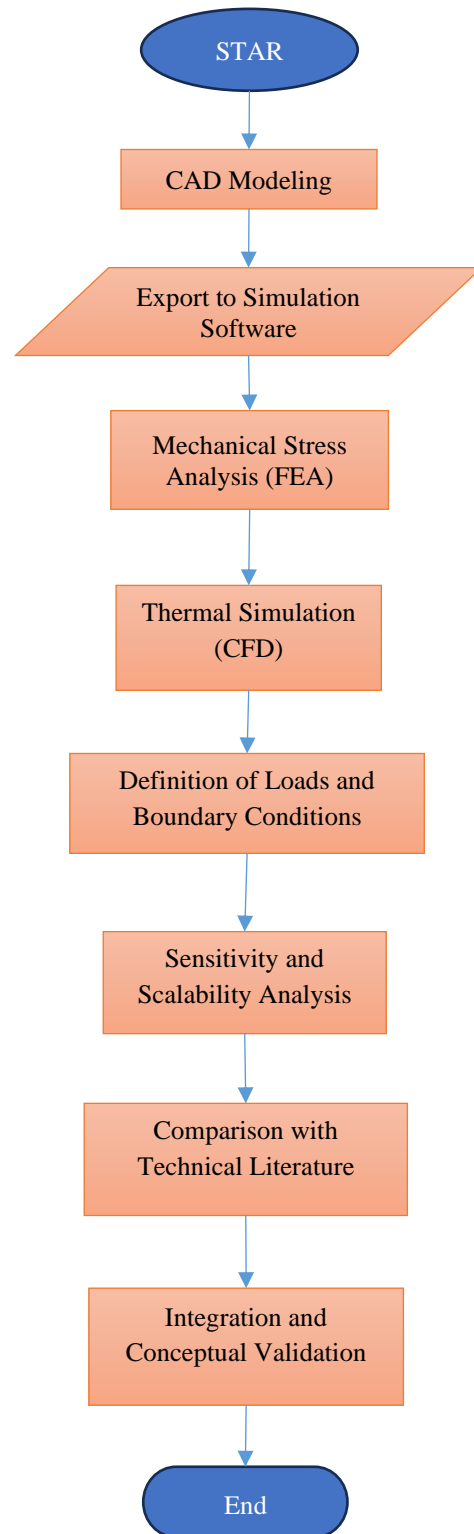 STAR
CAD Modeling
Export to Simulation
Software
Mechanical Stress
Analysis (FEA)
Thermal Simulation
(CFD)
Definition of Loads and
Boundary Conditions
Sensitivity and
Scalability Analysis
Comparison with
Technical Literature
Integration and
Conceptual Validation
End